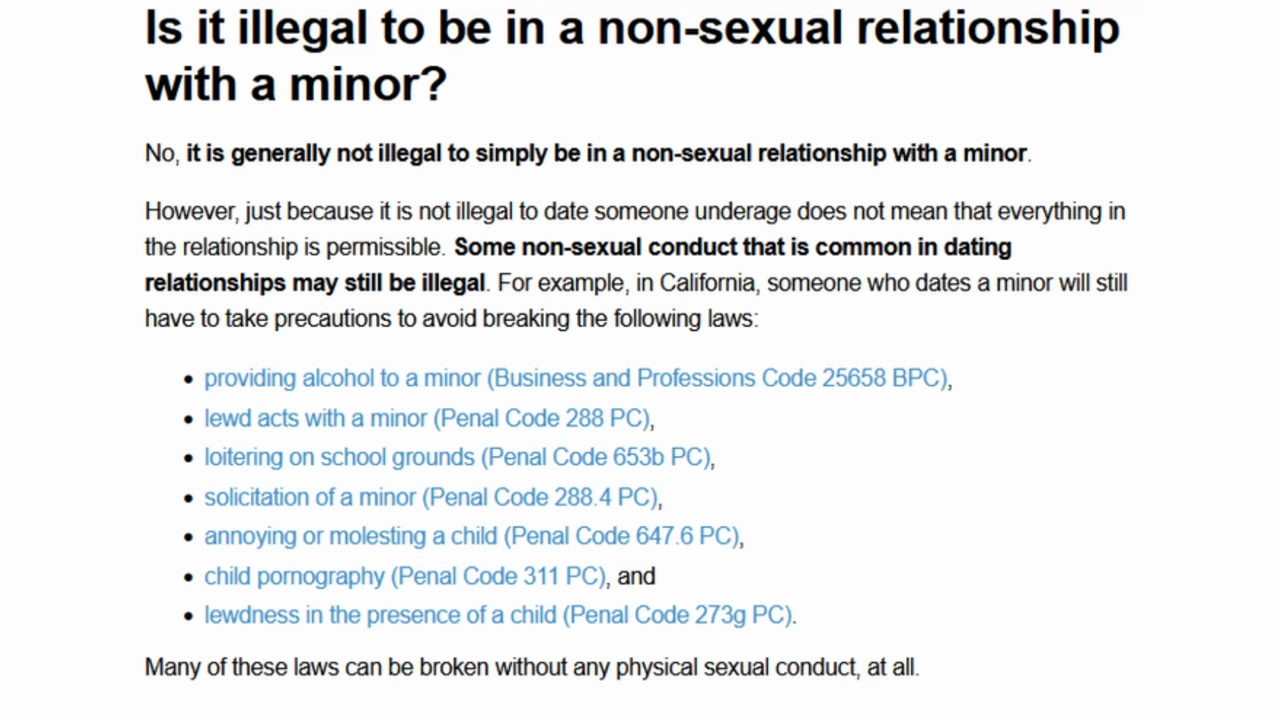 Is it illegal to be in a non-sexual relationship
with a minor?
No, it is generally not illegal to simply be in a non-sexual relationship with a minor.
However, just because it is not illegal to date someone underage does not mean that everything in
the relationship is permissible. Some non-sexual conduct that is common in dating
relationships may still be illegal. For example, in California, someone who dates a minor will still
have to take precautions to avoid breaking the following laws:
• providing alcohol to a minor (Business and Professions Code 25658 BPC),
• lewd acts with a minor (Penal Code 288 PC),
• loitering on school grounds (Penal Code 653b PC),
• solicitation of a minor (Penal Code 288.4 PC),
• annoying or molesting a child (Penal Code 647.6 PC),
• child pornography (Penal Code 311 PC), and
• lewdness in the presence of a child (Penal Code 273g PC).
Many of these laws can be broken without any physical sexual conduct, at all.